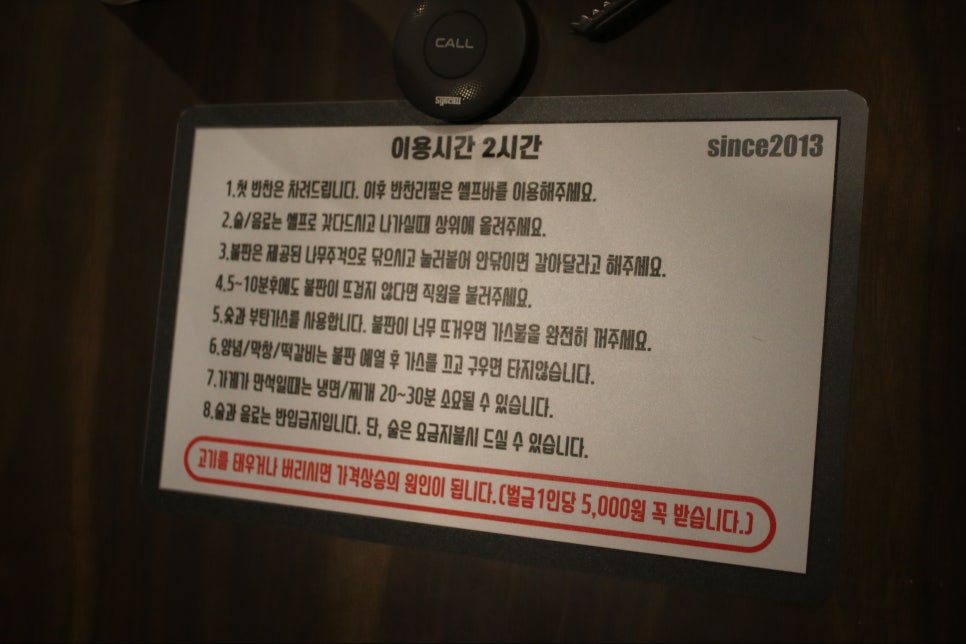 CALL
syscall
이용시간 2시간
since2013
1.첫 반찬은 차려드립니다. 이후 반찬리필은 셀프바를 이용해주세요.
2.술/음료는 셀프로 갖다드시고 나가실때 상위에 올려주세요.
3.불판은 제공된 나무주걱으로 닦으시고 눌러붙어 안닦이면 갈아달라고 해주세요.
4.5~10분후에도 불판이 뜨겁지 않다면 직원을 불러주세요.
5.숯과 부탄가스를 사용합니다. 불판이 너무 뜨거우면 가스불을 완전히 꺼주세요.
6.양념/막창/떡갈비는 불판 예열 후 가스를 끄고 구우면 타지않습니다.
7.가게가 만석일때는 냉면/찌개 20~30분 소요될 수 있습니다.
8.술과 음료는 반입금지입니다. 단, 술은 요금지불시 드실 수 있습니다.
고기를 태우거나 버리시면 가격상승의 원인이 됩니다.(벌금1인당 5,000원 꼭 받습니다.)